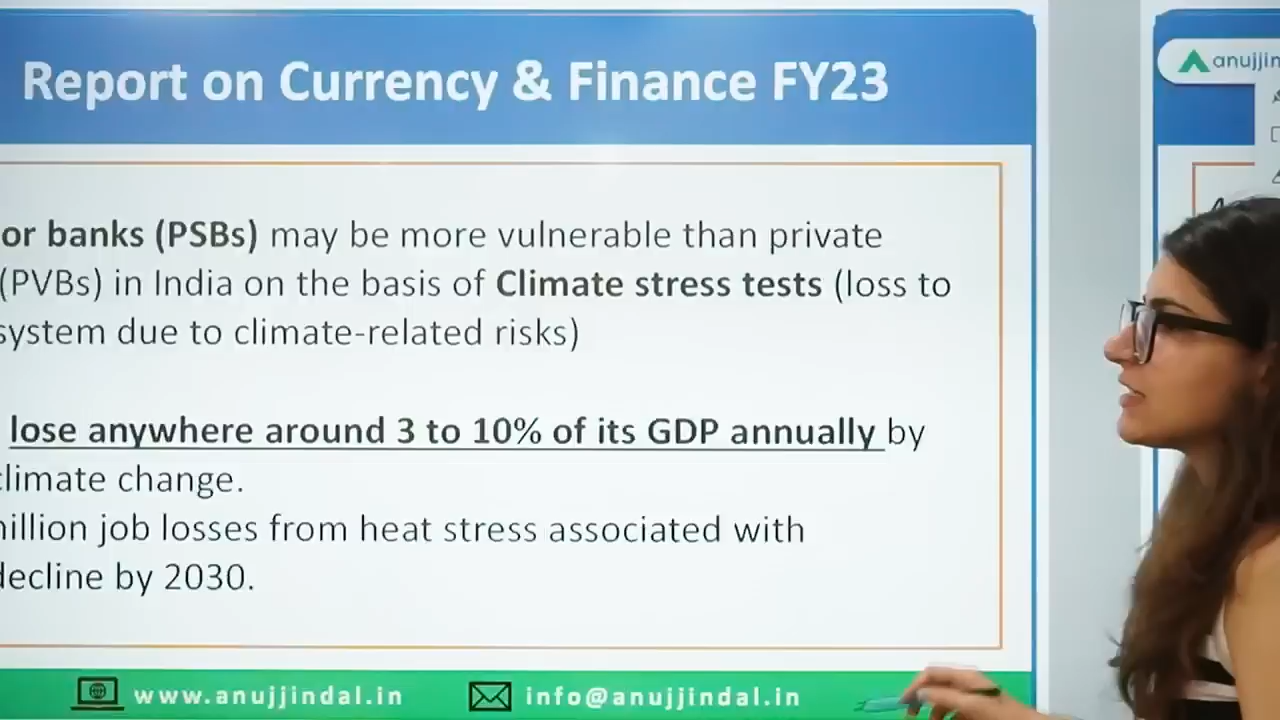 Report on Currency & Finance FY23
anujjin
or banks (PSBs) may be more vulnerable than private
(PVBs) in India on the basis of Climate stress tests (loss to
system due to climate-related risks)
lose anywhere around 3 to 10% of its GDP annually by
climate change.
million job losses from heat stress associated with
decline by 2030.
www.anujjindal.in
info@anujjindal.in